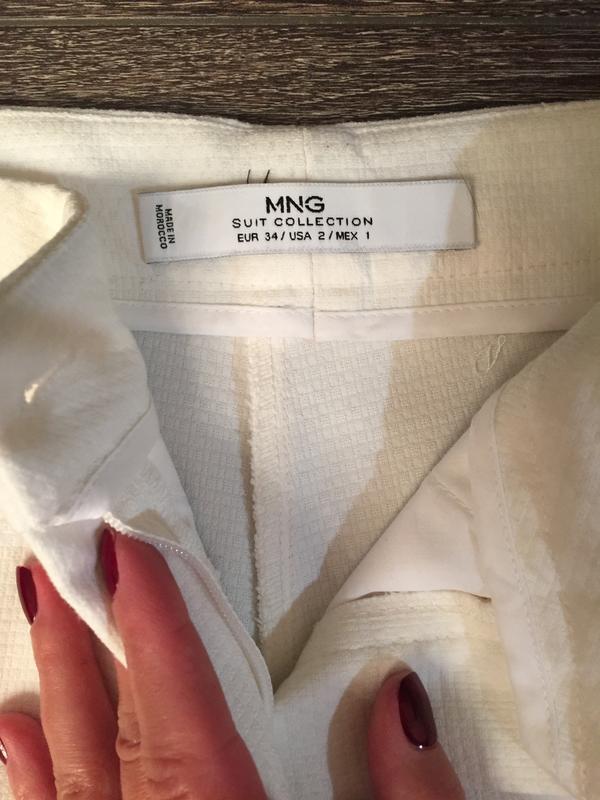 MNG
SUIT COLLECTION
EUR 34 / USA 2 / MEX 1
MADE IN
MOROCCO